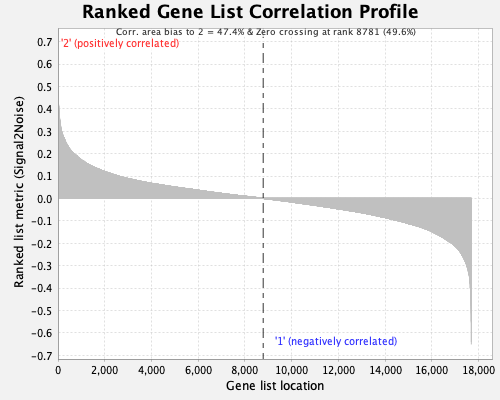 Ranked Gene List Correlation Profile
Corr. area bias to 2 = 47.4% & Zero crossing at rank 8781 (49.6%)
'2' (positively correlated)
0.7
0.6
0.5
0.4
0.3
0.2
0.1
0.0
-0.1
-0.2
-0.3
-0.4
-0.5
-0.6
-0.7
Ranked list metric (Signal2Noise)
'1' (negatively correlated)
0 2,000 4,000 6,000 8,000 10,000 12,000 14,000 16,000 18,000
Gene list location